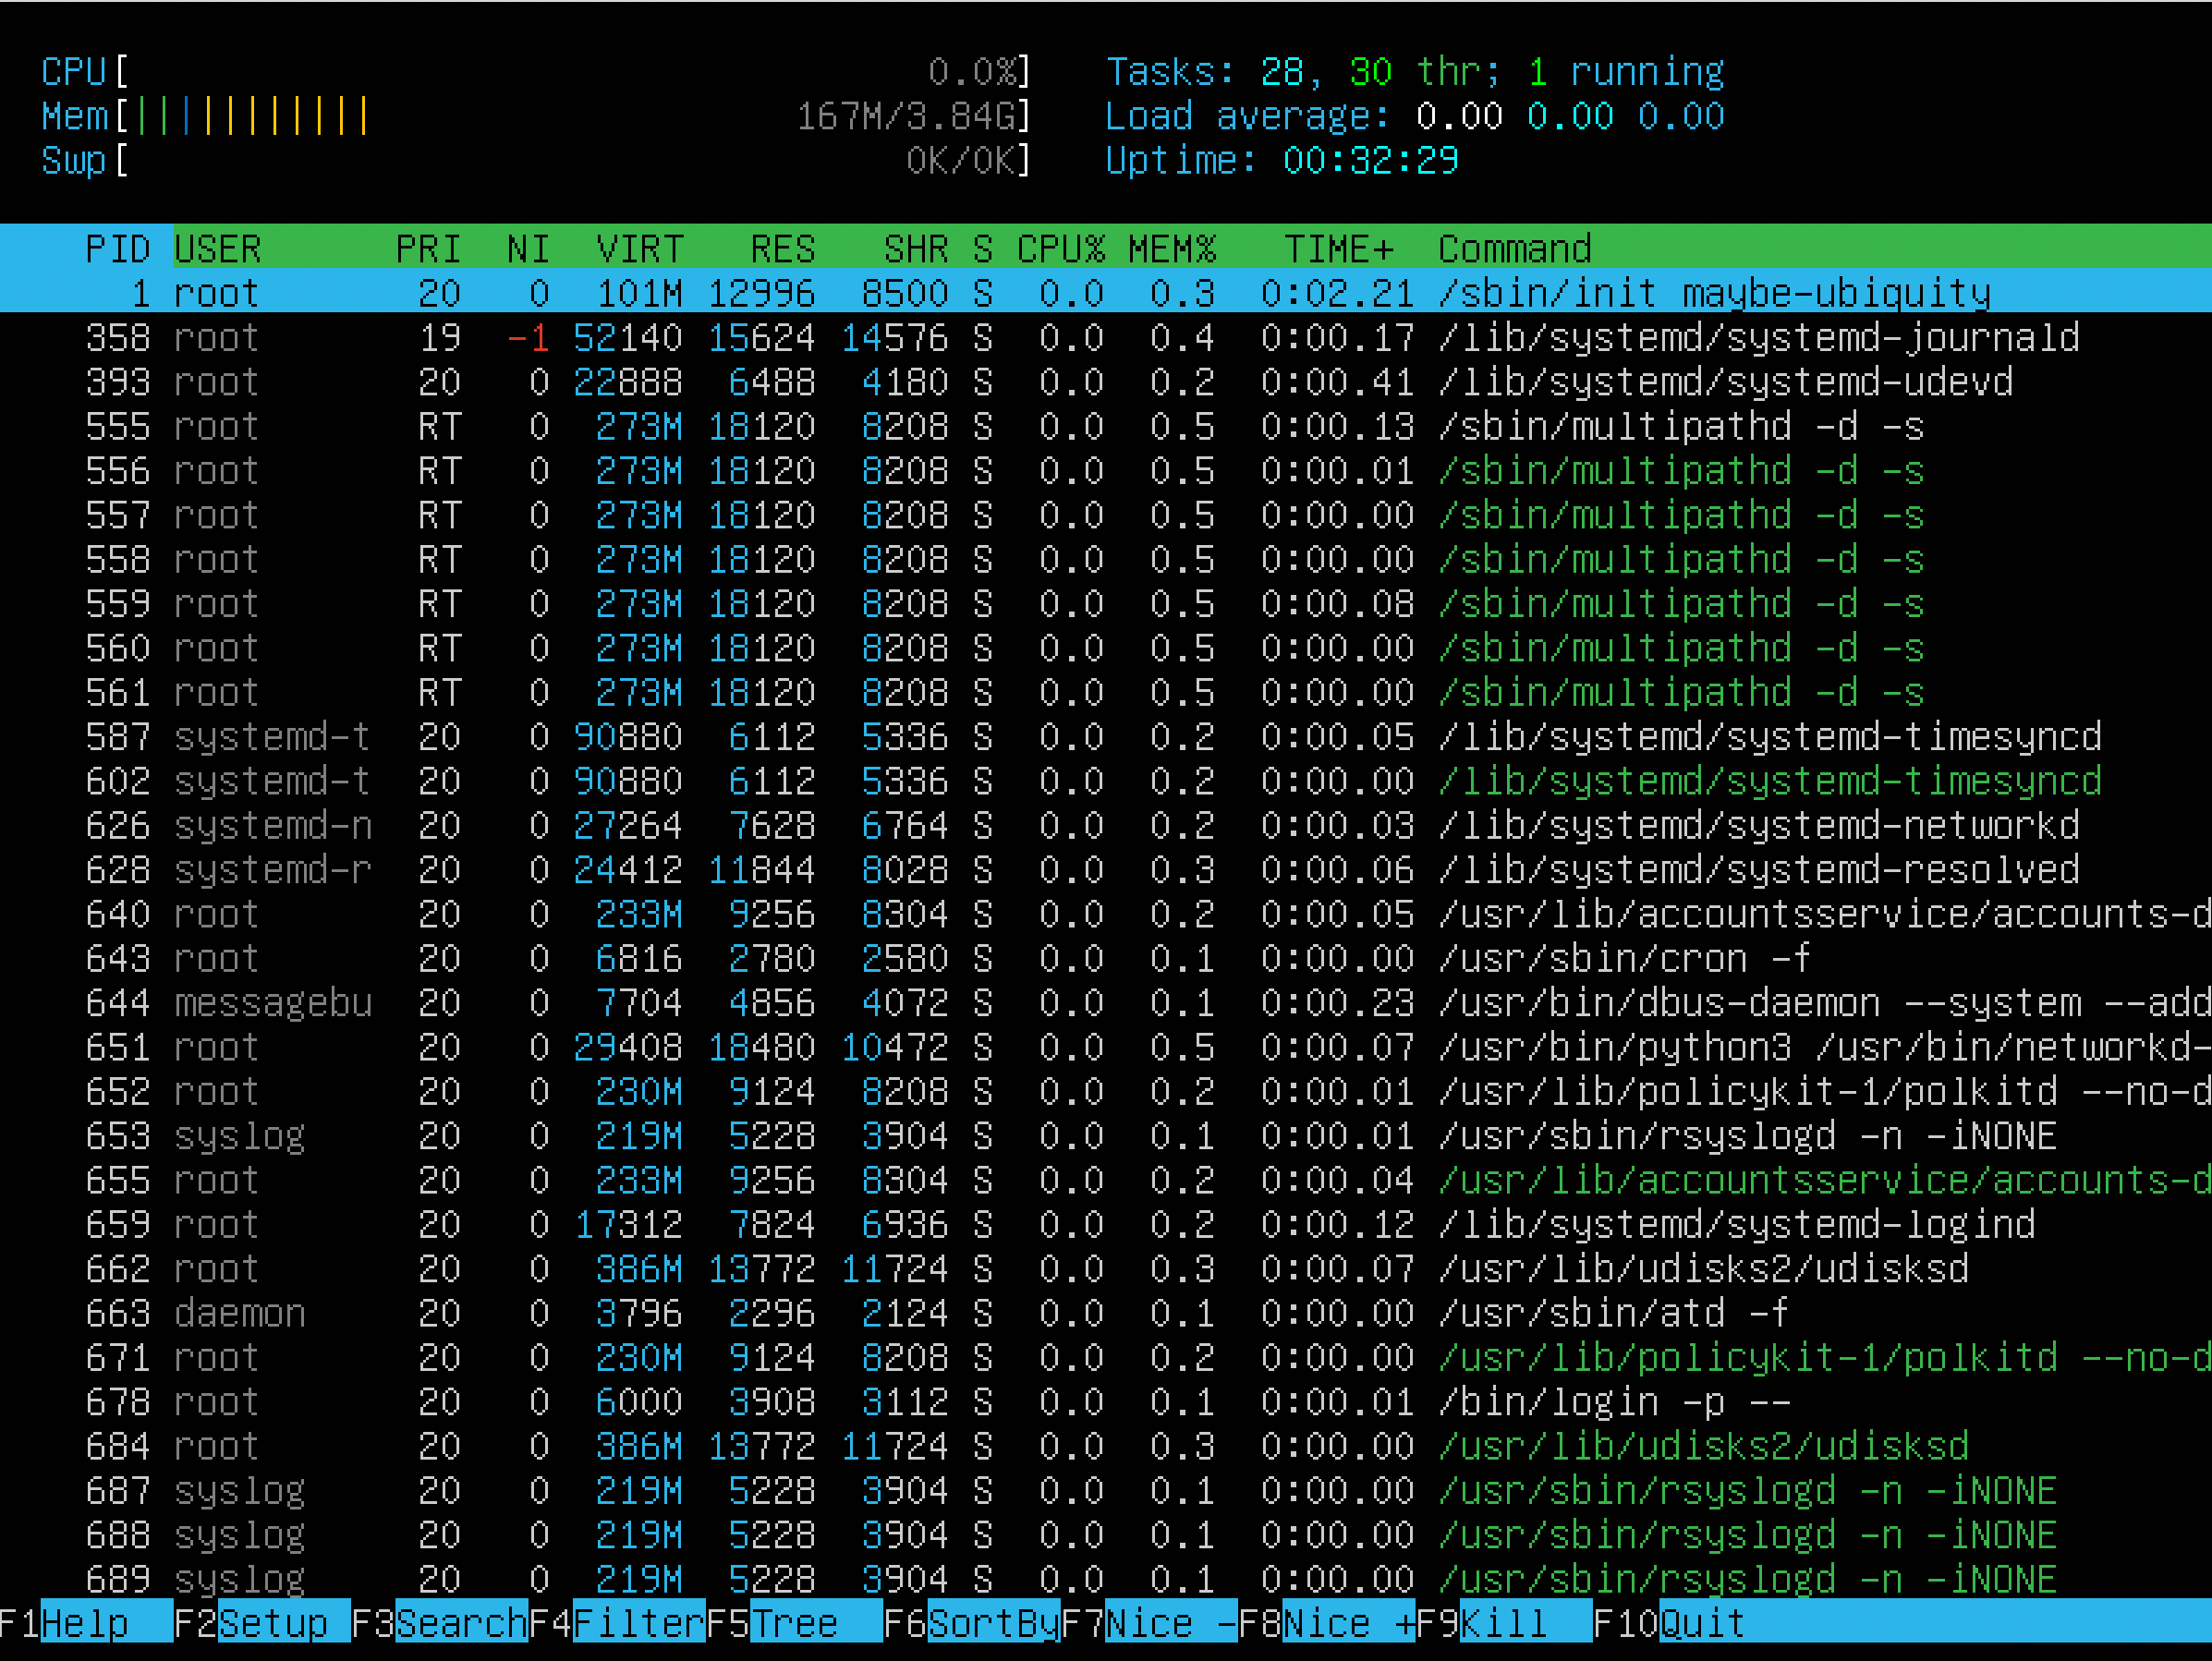 CPU[ 0.0%] Tasks: 28, 30 thr; 1 running
Mem[||||||||||| 167M/3.84G] Load average: 0.00 0.00 0.00
Swp[ 0K/0K] Uptime: 00:32:29
PID USER PRI NI VIRT RES SHR S CPU% MEM% TIME+ Command
1 root 20 0 101M 12996 8500 S 0.0 0.3 0:02.21 /sbin/init maybe-ubiquity
358 root 19 -1 52140 15624 14576 S 0.0 0.4 0:00.17 /lib/systemd/systemd-journald
393 root 20 0 22888 6488 4180 S 0.0 0.2 0:00.41 /lib/systemd/systemd-udevd
555 root RT 0 273M 18120 8208 S 0.0 0.5 0:00.13 /sbin/multipathd -d -s
556 root RT 0 273M 18120 8208 S 0.0 0.5 0:00.01 /sbin/multipathd -d -s
557 root RT 0 273M 18120 8208 S 0.0 0.5 0:00.00 /sbin/multipathd -d -s
558 root RT 0 273M 18120 8208 S 0.0 0.5 0:00.00 /sbin/multipathd -d -s
559 root RT 0 273M 18120 8208 S 0.0 0.5 0:00.08 /sbin/multipathd -d -s
560 root RT 0 273M 18120 8208 S 0.0 0.5 0:00.00 /sbin/multipathd -d -s
561 root RT 0 273M 18120 8208 S 0.0 0.5 0:00.00 /sbin/multipathd -d -s
587 systemd-t 20 0 90880 6112 5336 S 0.0 0.2 0:00.05 /lib/systemd/systemd-timesyncd
602 systemd-t 20 0 90880 6112 5336 S 0.0 0.2 0:00.00 /lib/systemd/systemd-timesyncd
626 systemd-n 20 0 27264 7628 6764 S 0.0 0.2 0:00.03 /lib/systemd/systemd-networkd
628 systemd-r 20 0 24412 11844 8028 S 0.0 0.3 0:00.06 /lib/systemd/systemd-resolved
640 root 20 0 233M 9256 8304 S 0.0 0.2 0:00.05 /usr/lib/accountsservice/accounts-d
643 root 20 0 6816 2780 2580 S 0.0 0.1 0:00.00 /usr/sbin/cron -f
644 messagebu 20 0 7704 4856 4072 S 0.0 0.1 0:00.23 /usr/bin/dbus-daemon --system --add
651 root 20 0 29408 18480 10472 S 0.0 0.5 0:00.07 /usr/bin/python3 /usr/bin/networkd-
652 root 20 0 230M 9124 8208 S 0.0 0.2 0:00.01 /usr/lib/policykit-1/polkitd --no-d
653 syslog 20 0 219M 5228 3904 S 0.0 0.1 0:00.01 /usr/sbin/rsyslogd -n -iNONE
655 root 20 0 233M 9256 8304 S 0.0 0.2 0:00.04 /usr/lib/accountsservice/accounts-d
659 root 20 0 17312 7824 6936 S 0.0 0.2 0:00.12 /lib/systemd/systemd-logind
662 root 20 0 386M 13772 11724 S 0.0 0.3 0:00.07 /usr/lib/udisks2/udisksd
663 daemon 20 0 3796 2296 2124 S 0.0 0.1 0:00.00 /usr/sbin/atd -f
671 root 20 0 230M 9124 8208 S 0.0 0.2 0:00.00 /usr/lib/policykit-1/polkitd --no-d
678 root 20 0 6000 3908 3112 S 0.0 0.1 0:00.01 /bin/login -p --
684 root 20 0 386M 13772 11724 S 0.0 0.3 0:00.00 /usr/lib/udisks2/udisksd
687 syslog 20 0 219M 5228 3904 S 0.0 0.1 0:00.00 /usr/sbin/rsyslogd -n -iNONE
688 syslog 20 0 219M 5228 3904 S 0.0 0.1 0:00.00 /usr/sbin/rsyslogd -n -iNONE
689 syslog 20 0 219M 5228 3904 S 0.0 0.1 0:00.00 /usr/sbin/rsyslogd -n -iNONE
F1Help F2Setup F3SearchF4FilterF5Tree F6SortByF7Nice -F8Nice +F9Kill F10Quit